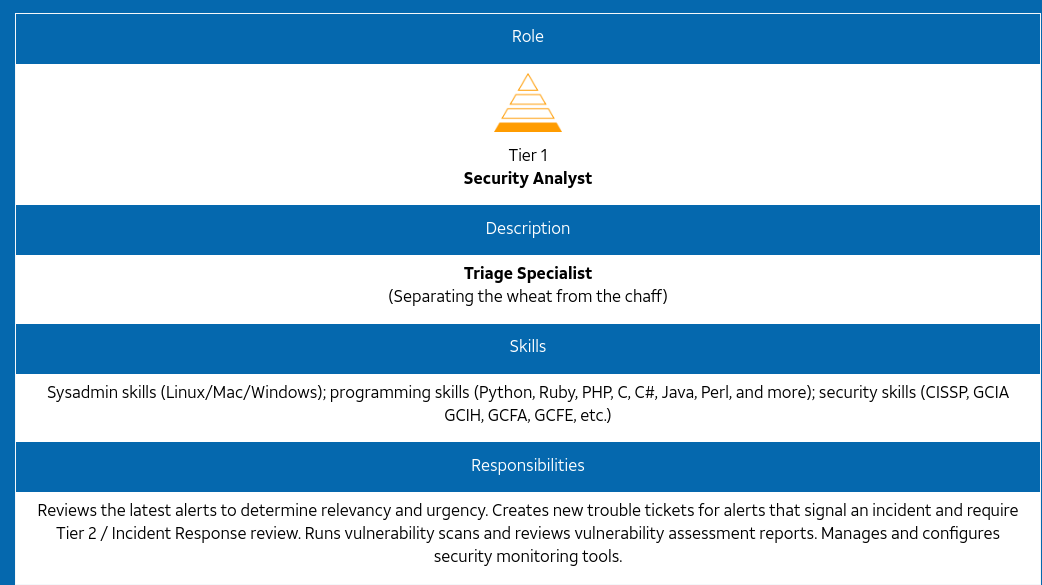 Role
Tier 1
Security Analyst
Description
Triage Specialist
(Separating the wheat from the chaff)
Skills
Sysadmin skills (Linux/Mac/Windows); programming skills (Python, Ruby, PHP, C, C#, Java, Perl, and more); security skills (CISSP, GCIA
GCIH, GCFA, GCFE, etc.)
Responsibilities
Reviews the latest alerts to determine relevancy and urgency. Creates new trouble tickets for alerts that signal an incident and require
Tier 2 / Incident Response review. Runs vulnerability scans and reviews vulnerability assessment reports. Manages and configures
security monitoring tools.